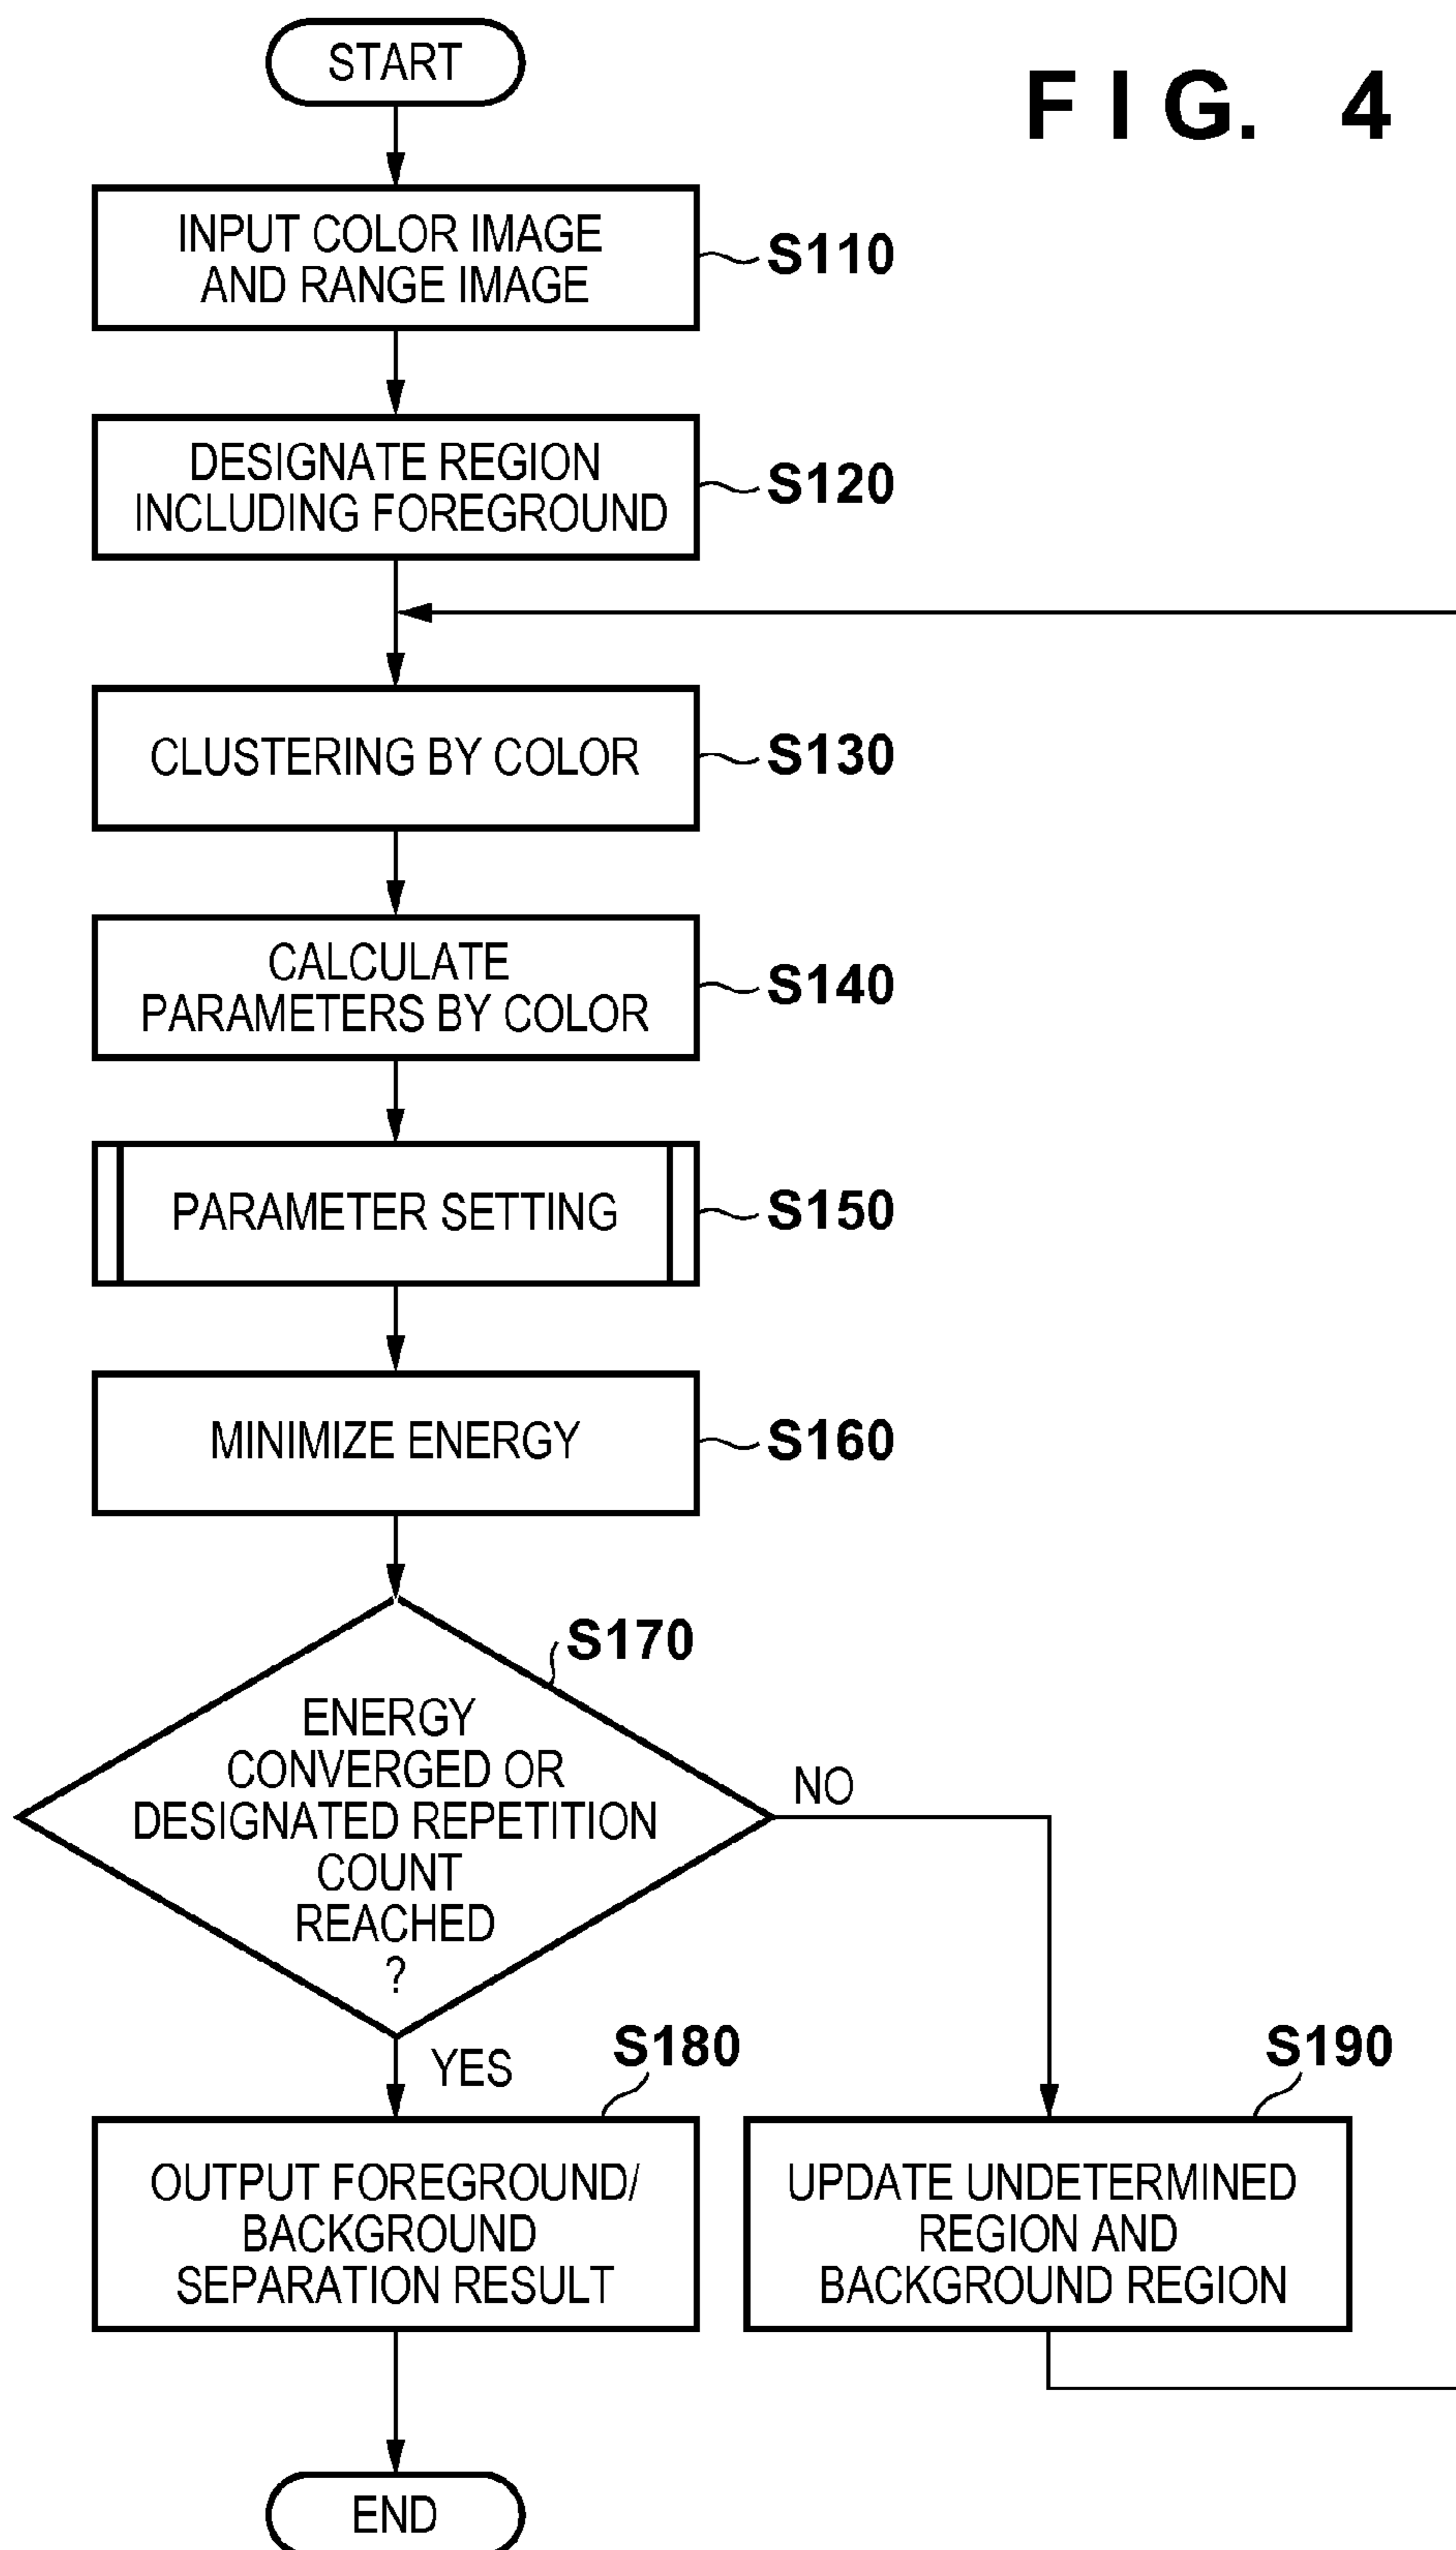 START
FIG. 4
INPUT COLOR IMAGE
AND RANGE IMAGE
S110
DESIGNATE REGION
INCLUDING FOREGROUND
S120
CLUSTERING BY COLOR
S130
CALCULATE
PARAMETERS BY COLOR
S140
PARAMETER SETTING
S150
MINIMIZE ENERGY
S160
S170
ENERGY
CONVERGED OR
DESIGNATED REPETITION
COUNT
REACHED
?
NO
YES
S180
S190
OUTPUT FOREGROUND/
BACKGROUND
SEPARATION RESULT
UPDATE UNDETERMINED
REGION AND
BACKGROUND REGION
END